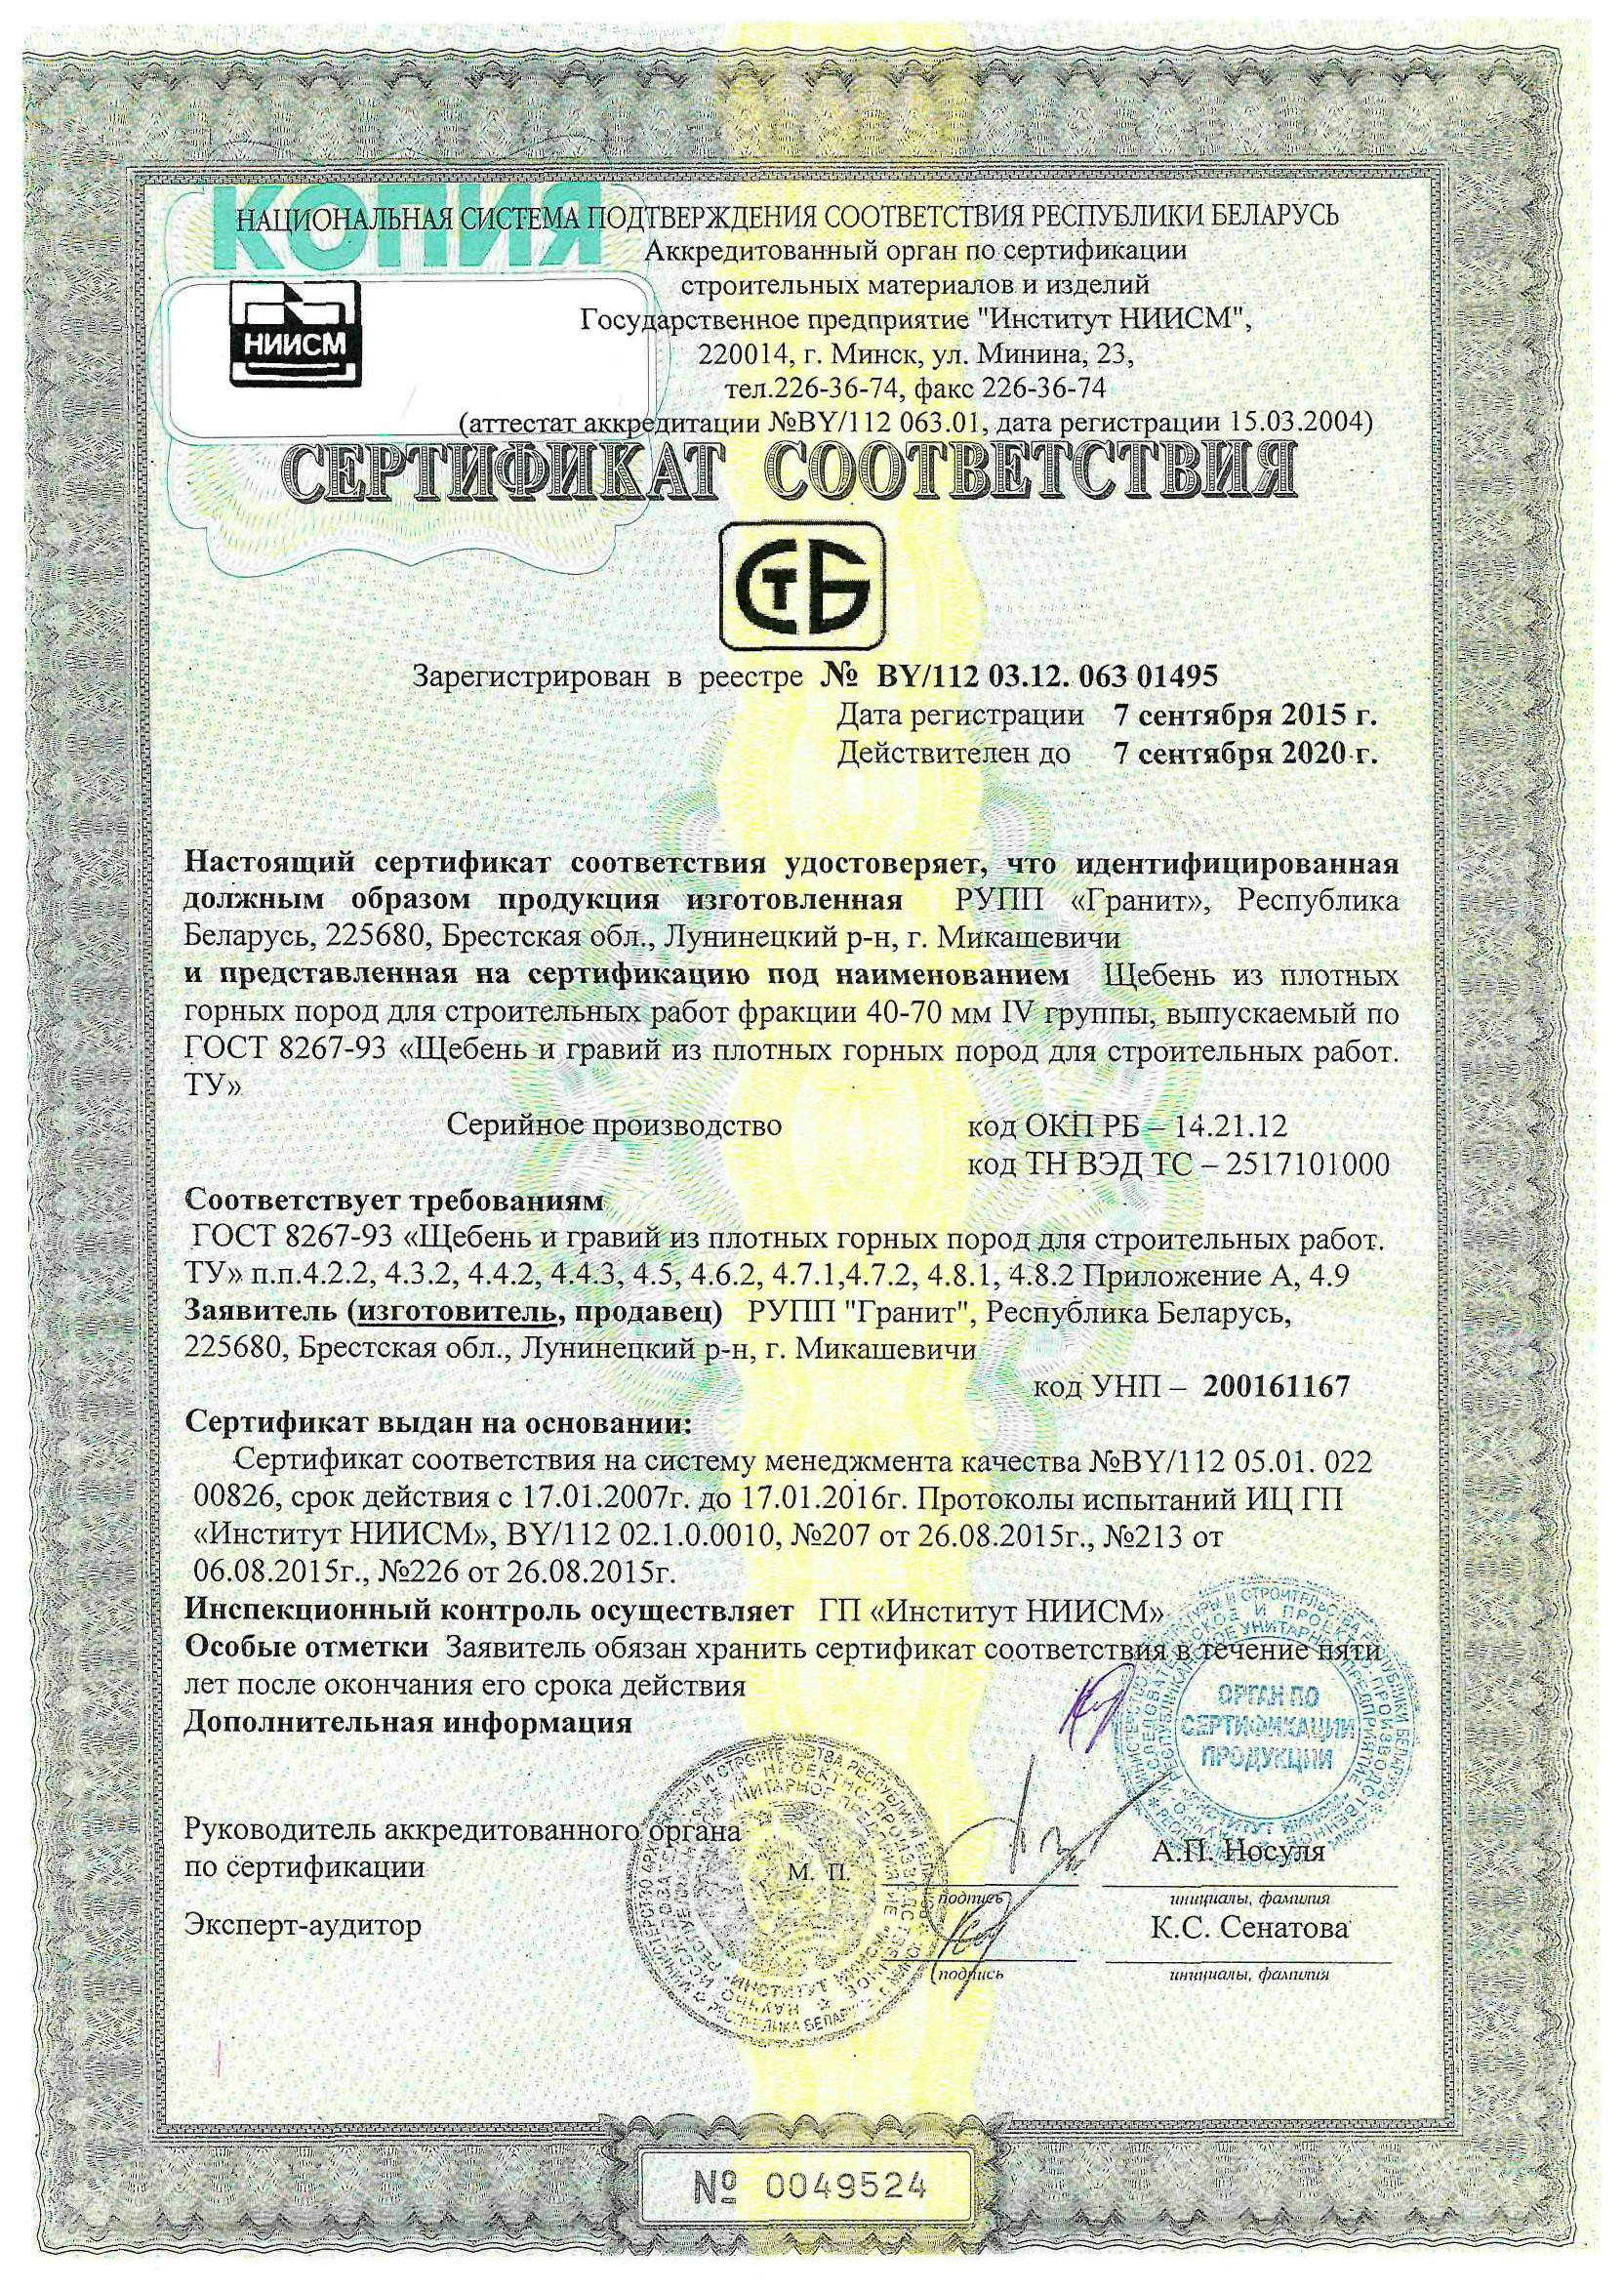 КОПИЯ
НАЦИОНАЛЬНАЯ СИСТЕМА ПОДТВЕРЖДЕНИЯ СООТВЕТСТВИЯ РЕСПУБЛИКИ БЕЛАРУСЬ
Аккредитованный орган по сертификации
строительных материалов и изделий
Государственное предприятие "Институт НИИСМ",
НИИСМ
220014, г. Минск, ул. Минина, 23,
тел.226-36-74, факс 226-36-74
(аттестат аккредитации №BY/112 063.01, дата регистрации 15.03.2004)
СЕРТИФИКАТ СООТВЕТСТВИЯ
СТБ
Зарегистрирован в реестре № BY/112 03.12. 063 01495
Дата регистрации 7 сентября 2015 г.
Действителен до 7 сентября 2020 г.
Настоящий сертификат соответствия удостоверяет, что идентифицированная
должным образом продукция изготовленная РУПП «Гранит», Республика
Беларусь, 225680, Брестская обл., Лунинецкий р-н, г. Микашевичи
и представленная на сертификацию под наименованием Щебень из плотных
горных пород для строительных работ фракции 40-70 мм IV группы, выпускаемый по
ГОСТ 8267-93 «Щебень и гравий из плотных горных пород для строительных работ.
ТУ»
Серийное производство код ОКП РБ – 14.21.12
код ТН ВЭД ТС – 2517101000
Соответствует требованиям
ГОСТ 8267-93 «Щебень и гравий из плотных горных пород для строительных работ.
ТУ» п.п.4.2.2, 4.3.2, 4.4.2, 4.4.3, 4.5, 4.6.2, 4.7.1,4.7.2, 4.8.1, 4.8.2 Приложение А, 4.9
Заявитель (изготовитель, продавец) РУПП "Гранит", Республика Беларусь,
225680, Брестская обл., Лунинецкий р-н, г. Микашевичи
код УНП – 200161167
Сертификат выдан на основании:
Сертификат соответствия на систему менеджмента качества №BY/112 05.01. 022
00826, срок действия с 17.01.2007г. до 17.01.2016г. Протоколы испытаний ИЦ ГП
«Институт НИИСМ», BY/112 02.1.0.0010, №207 от 26.08.2015г., №213 от
06.08.2015г., №226 от 26.08.2015г.
Инспекционный контроль осуществляет ГП «Институт НИИСМ»
Особые отметки Заявитель обязан хранить сертификат соответствия в течение пяти
лет после окончания его срока действия
Дополнительная информация
ОРГАН ПО
СЕРТИФИКАЦИИ
ПРОДУКЦИИ
Руководитель аккредитованного органа
по сертификации
М. П.
А.П. Носуля
подпись
инициалы, фамилия
Эксперт-аудитор
К.С. Сенатова
подпись
инициалы, фамилия
№ 0049524